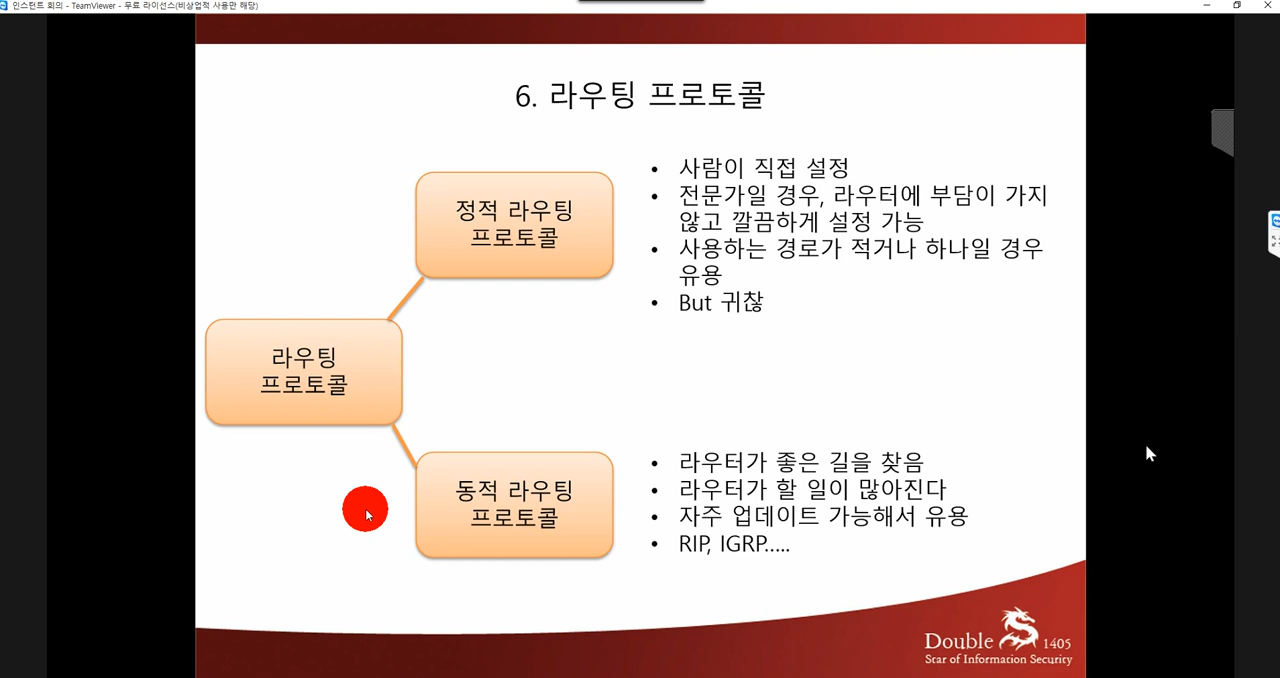 인스턴트 회의 - TeamViewer - 무료 라이선스(비상업적 사용만 해당)
6. 라우팅 프로토콜
정적 라우팅
프로토콜
• 사람이 직접 설정
• 전문가일 경우, 라우터에 부담이 가지
않고 깔끔하게 설정 가능
• 사용하는 경로가 적거나 하나일 경우
유용
• But 귀찮
라우팅
프로토콜
동적 라우팅
프로토콜
• 라우터가 좋은 길을 찾음
• 라우터가 할 일이 많아진다
• 자주 업데이트 가능해서 유용
• RIP, IGRP.....
Double 1405
Star of Information Security